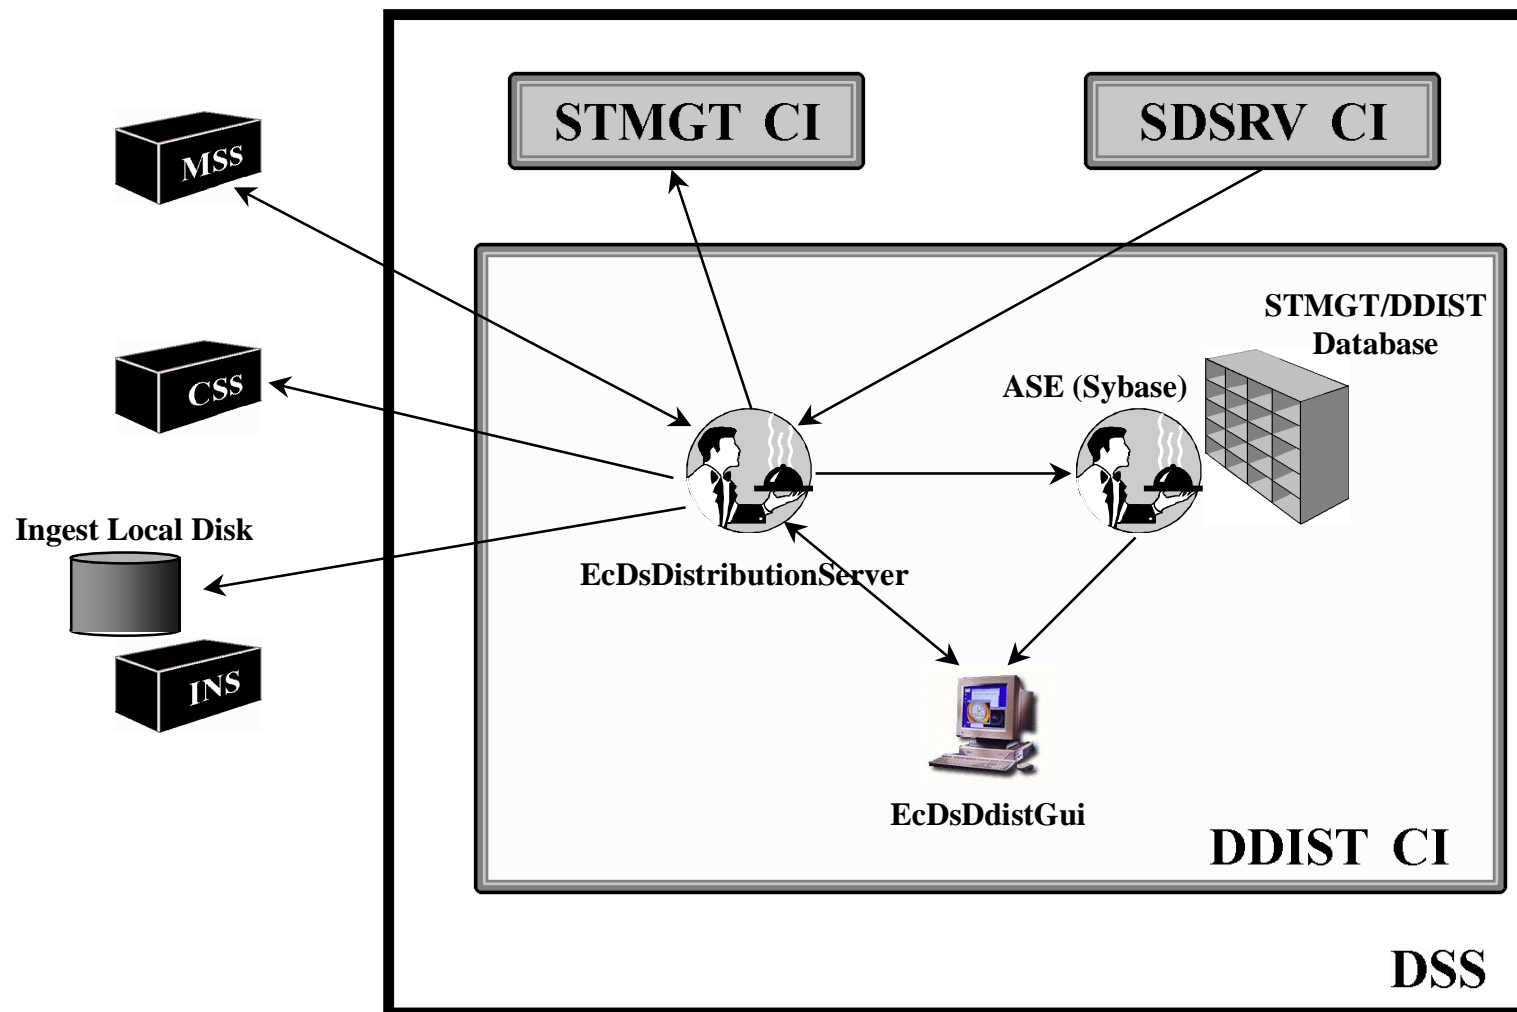 STMGT CI
SDSRV CI
MSS
STMGT/DDIST
Database
CSS
ASE (Sybase)
Ingest Local Disk
EcDsDistributionServer
INS
EcDsDdistGui
DDIST CI
DSS